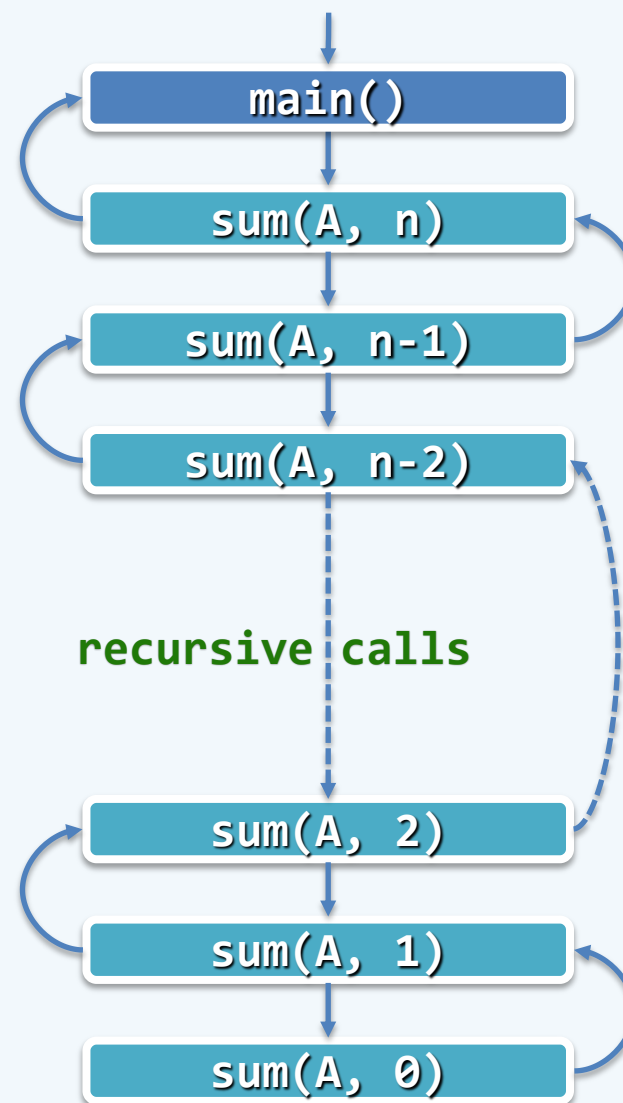 main()
sum(A, n)
sum(A, n-1)
sum(A, n-2)
recursive calls
sum(A, 2)
sum(A, 1)
sum(A, 0)